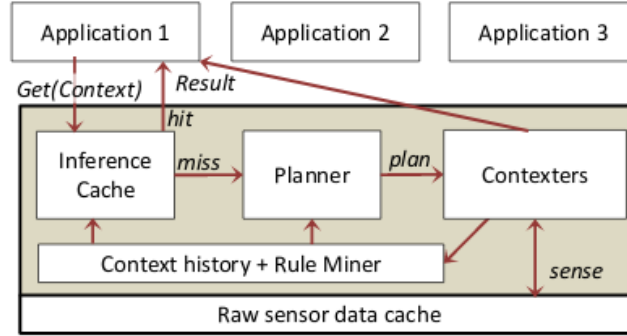 Application 1
Application 2
Application 3
Get(Context)
Result
hit
Inference
Cache
miss
Planner
plan
Contexters
Context history + Rule Miner
sense
Raw sensor data cache